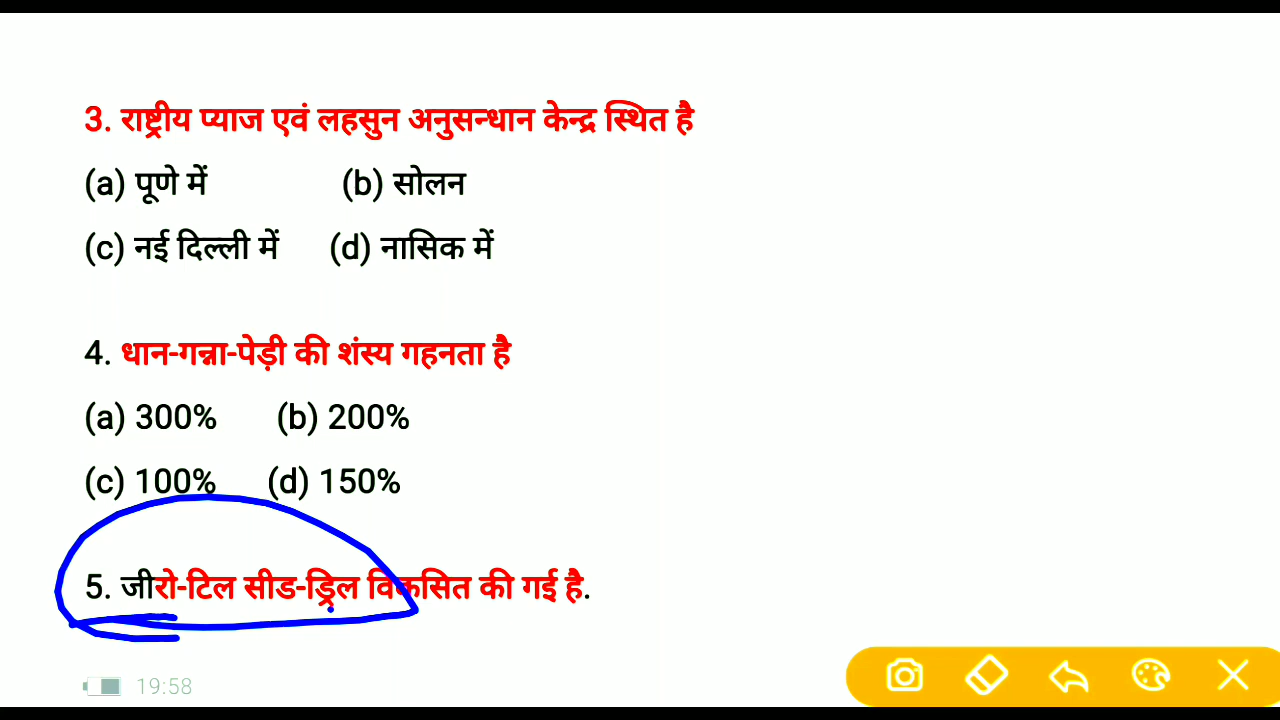 3. राष्ट्रीय प्याज एवं लहसुन अनुसन्धान केन्द्र स्थित है
(a) पूणे में (b) सोलन
(c) नई दिल्ली में (d) नासिक में
4. धान-गन्ना-पेड़ी की शंस्य गहनता है
(a) 300% (b) 200%
(c) 100% (d) 150%
5. जीरो-टिल सीड-ड्रिल विकसित की गई है.
19:58